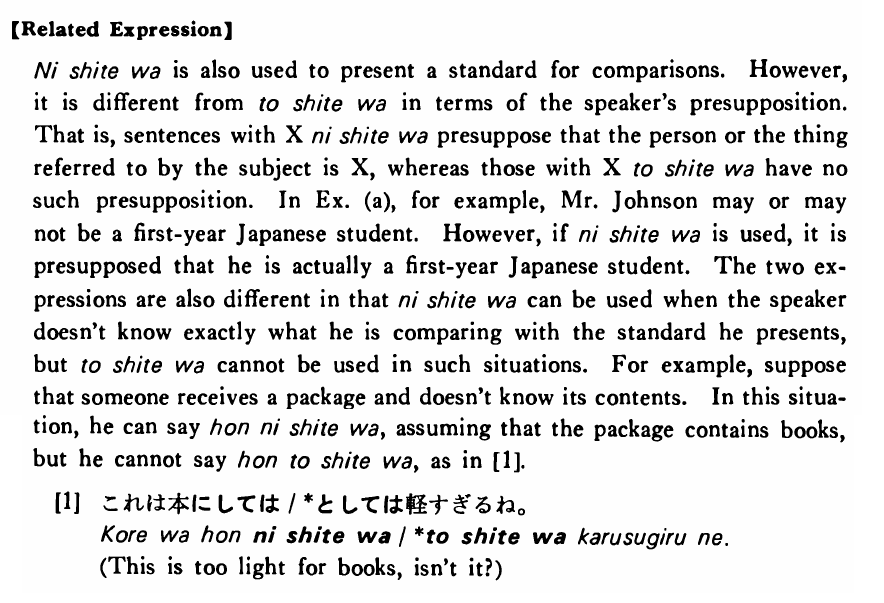 【Related Expression】
Ni shite wa is also used to present a standard for comparisons. However,
it is different from to shite wa in terms of the speaker's presupposition.
That is, sentences with X ni shite wa presuppose that the person or the thing
referred to by the subject is X, whereas those with X to shite wa have no
such presupposition. In Ex. (a), for example, Mr. Johnson may or may
not be a first-year Japanese student. However, if ni shite wa is used, it is
presupposed that he is actually a first-year Japanese student. The two ex-
pressions are also different in that ni shite wa can be used when the speaker
doesn't know exactly what he is comparing with the standard he presents,
but to shite wa cannot be used in such situations. For example, suppose
that someone receives a package and doesn't know its contents. In this situa-
tion, he can say hon ni shite wa, assuming that the package contains books,
but he cannot say hon to shite wa, as in [1].
[1] これは本にしては / *としては軽すぎるね。
Kore wa hon ni shite wa / *to shite wa karusugiru ne.
(This is too light for books, isn't it?)